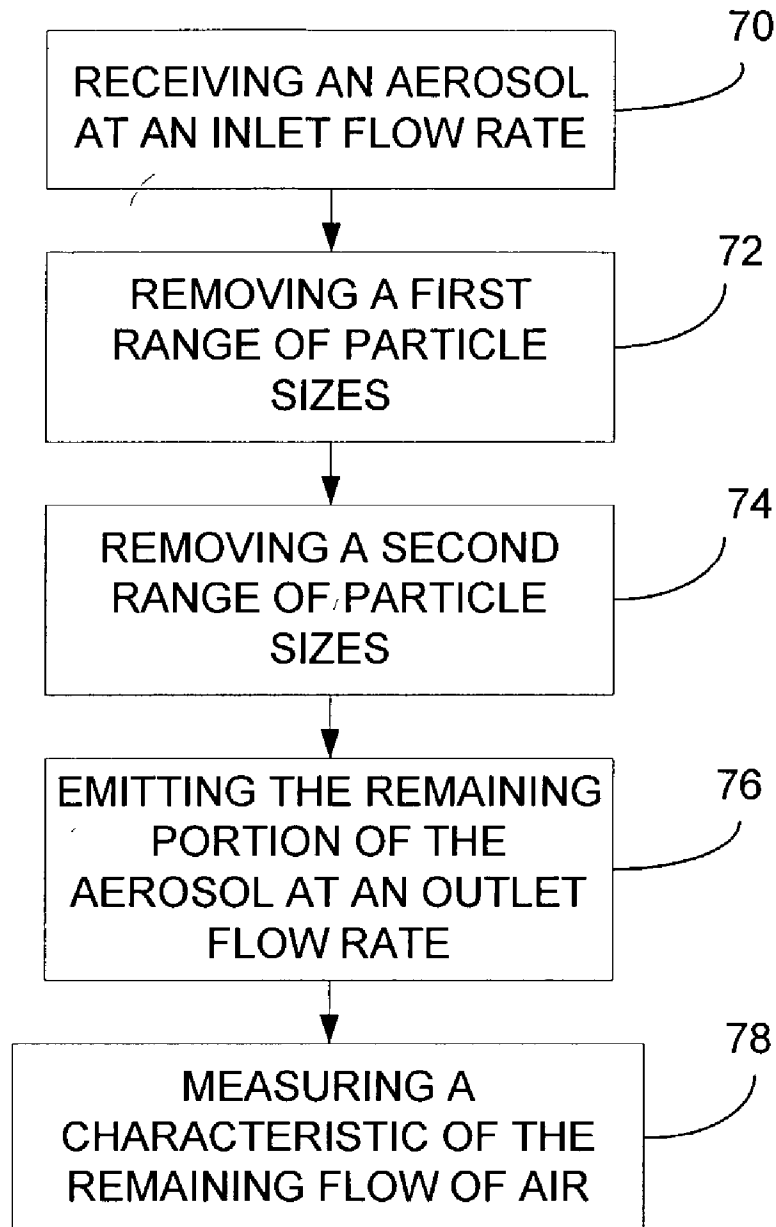 70
RECEIVING AN AEROSOL
AT AN INLET FLOW RATE
72
REMOVING A FIRST
RANGE OF PARTICLE
SIZES
74
REMOVING A SECOND
RANGE OF PARTICLE
SIZES
76
EMITTING THE REMAINING
PORTION OF THE
AEROSOL AT AN OUTLET
FLOW RATE
78
MEASURING A
CHARACTERISTIC OF THE
REMAINING FLOW OF AIR